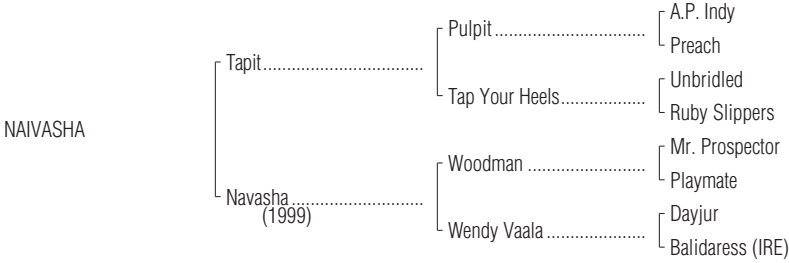 A.P. Indy
Pulpit..................................
Preach
Tapit....................................
Unbridled
Tap Your Heels...................
Ruby Slippers
NAIVASHA
Mr. Prospector
Woodman ..........................
Playmate
Navasha.............................
(1999)
Dayjur
Wendy Vaala ......................
Balidaress (IRE)